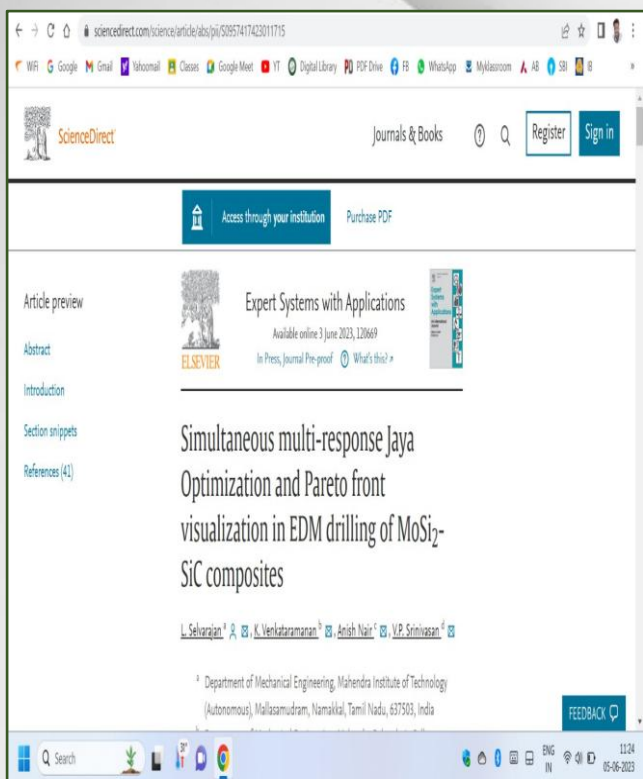 sciencedirect.com/science/article/abs/pii/S0957417423011715
WiFi Google Gmail Yahoomail Classes Google Meet YT Digital Library PDF Drive FB WhatsApp Myklassroom AB SBI IB »
ScienceDirect
Journals & Books
Register
Sign in
Access through your institution
Purchase PDF
Article preview
Abstract
Introduction
Section snippets
References (41)
ELSEVIER
Expert Systems with Applications
Available online 3 June 2023, 120669
In Press, Journal Pre-proof What's this?
Expert Systems with Applications
Simultaneous multi-response Jaya
Optimization and Pareto front
visualization in EDM drilling of MoSi₂-
SiC composites
L. Selvarajan ᵃ, K. Venkataramanan ᵇ, Anish Nair ᶜ, V.P. Srinivasan ᵈ
ᵃ Department of Mechanical Engineering, Mahendra Institute of Technology
(Autonomous), Mallasamudram, Namakkal, Tamil Nadu, 637503, India
FEEDBACK
Search
ENG
IN
11:24
05-06-2023